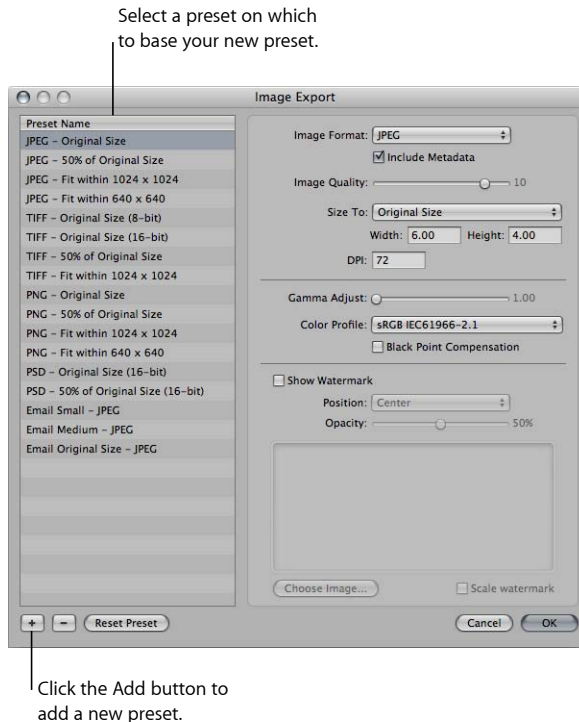 Select a preset on which
to base your new preset.
Image Export
Preset Name
JPEG – Original Size
JPEG – 50% of Original Size
JPEG – Fit within 1024 x 1024
JPEG – Fit within 640 x 640
TIFF – Original Size (8-bit)
TIFF – Original Size (16-bit)
TIFF – 50% of Original Size
TIFF – Fit within 1024 x 1024
PNG – Original Size
PNG – 50% of Original Size
PNG – Fit within 1024 x 1024
PNG – Fit within 640 x 640
PSD – Original Size (16-bit)
PSD – 50% of Original Size (16-bit)
Email Small – JPEG
Email Medium – JPEG
Email Original Size – JPEG
Image Format: JPEG
Include Metadata
Image Quality: 10
Size To: Original Size
Width: 6.00 Height: 4.00
DPI: 72
Gamma Adjust: 1.00
Color Profile: sRGB IEC61966-2.1
Black Point Compensation
Show Watermark
Position: Center
Opacity: 50%
Choose Image... Scale watermark
+ – Reset Preset Cancel OK
Click the Add button to
add a new preset.